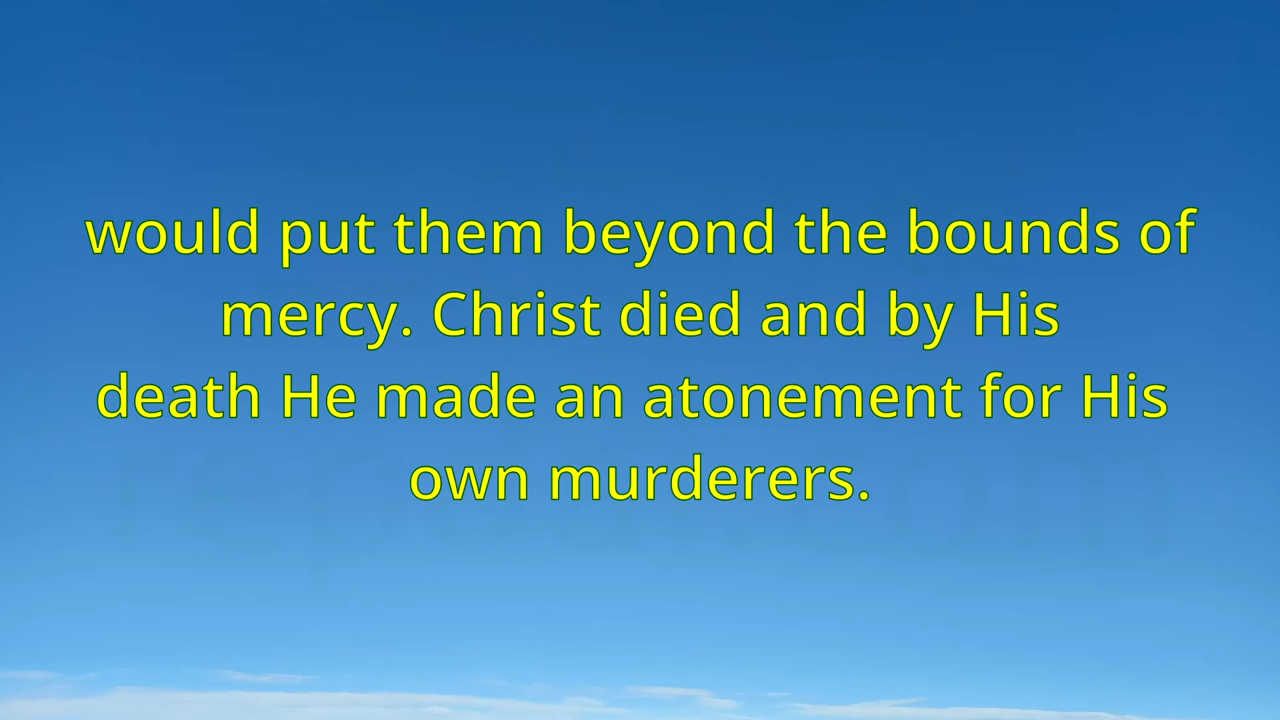 would put them beyond the bounds of
mercy. Christ died and by His
death He made an atonement for His
own murderers.